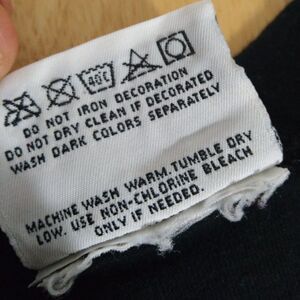 40C
DO NOT IRON DECORATION
DO NOT DRY CLEAN IF DECORATED
WASH DARK COLORS SEPARATELY
MACHINE WASH WARM. TUMBLE DRY
LOW. USE NON-CHLORINE BLEACH
ONLY IF NEEDED.